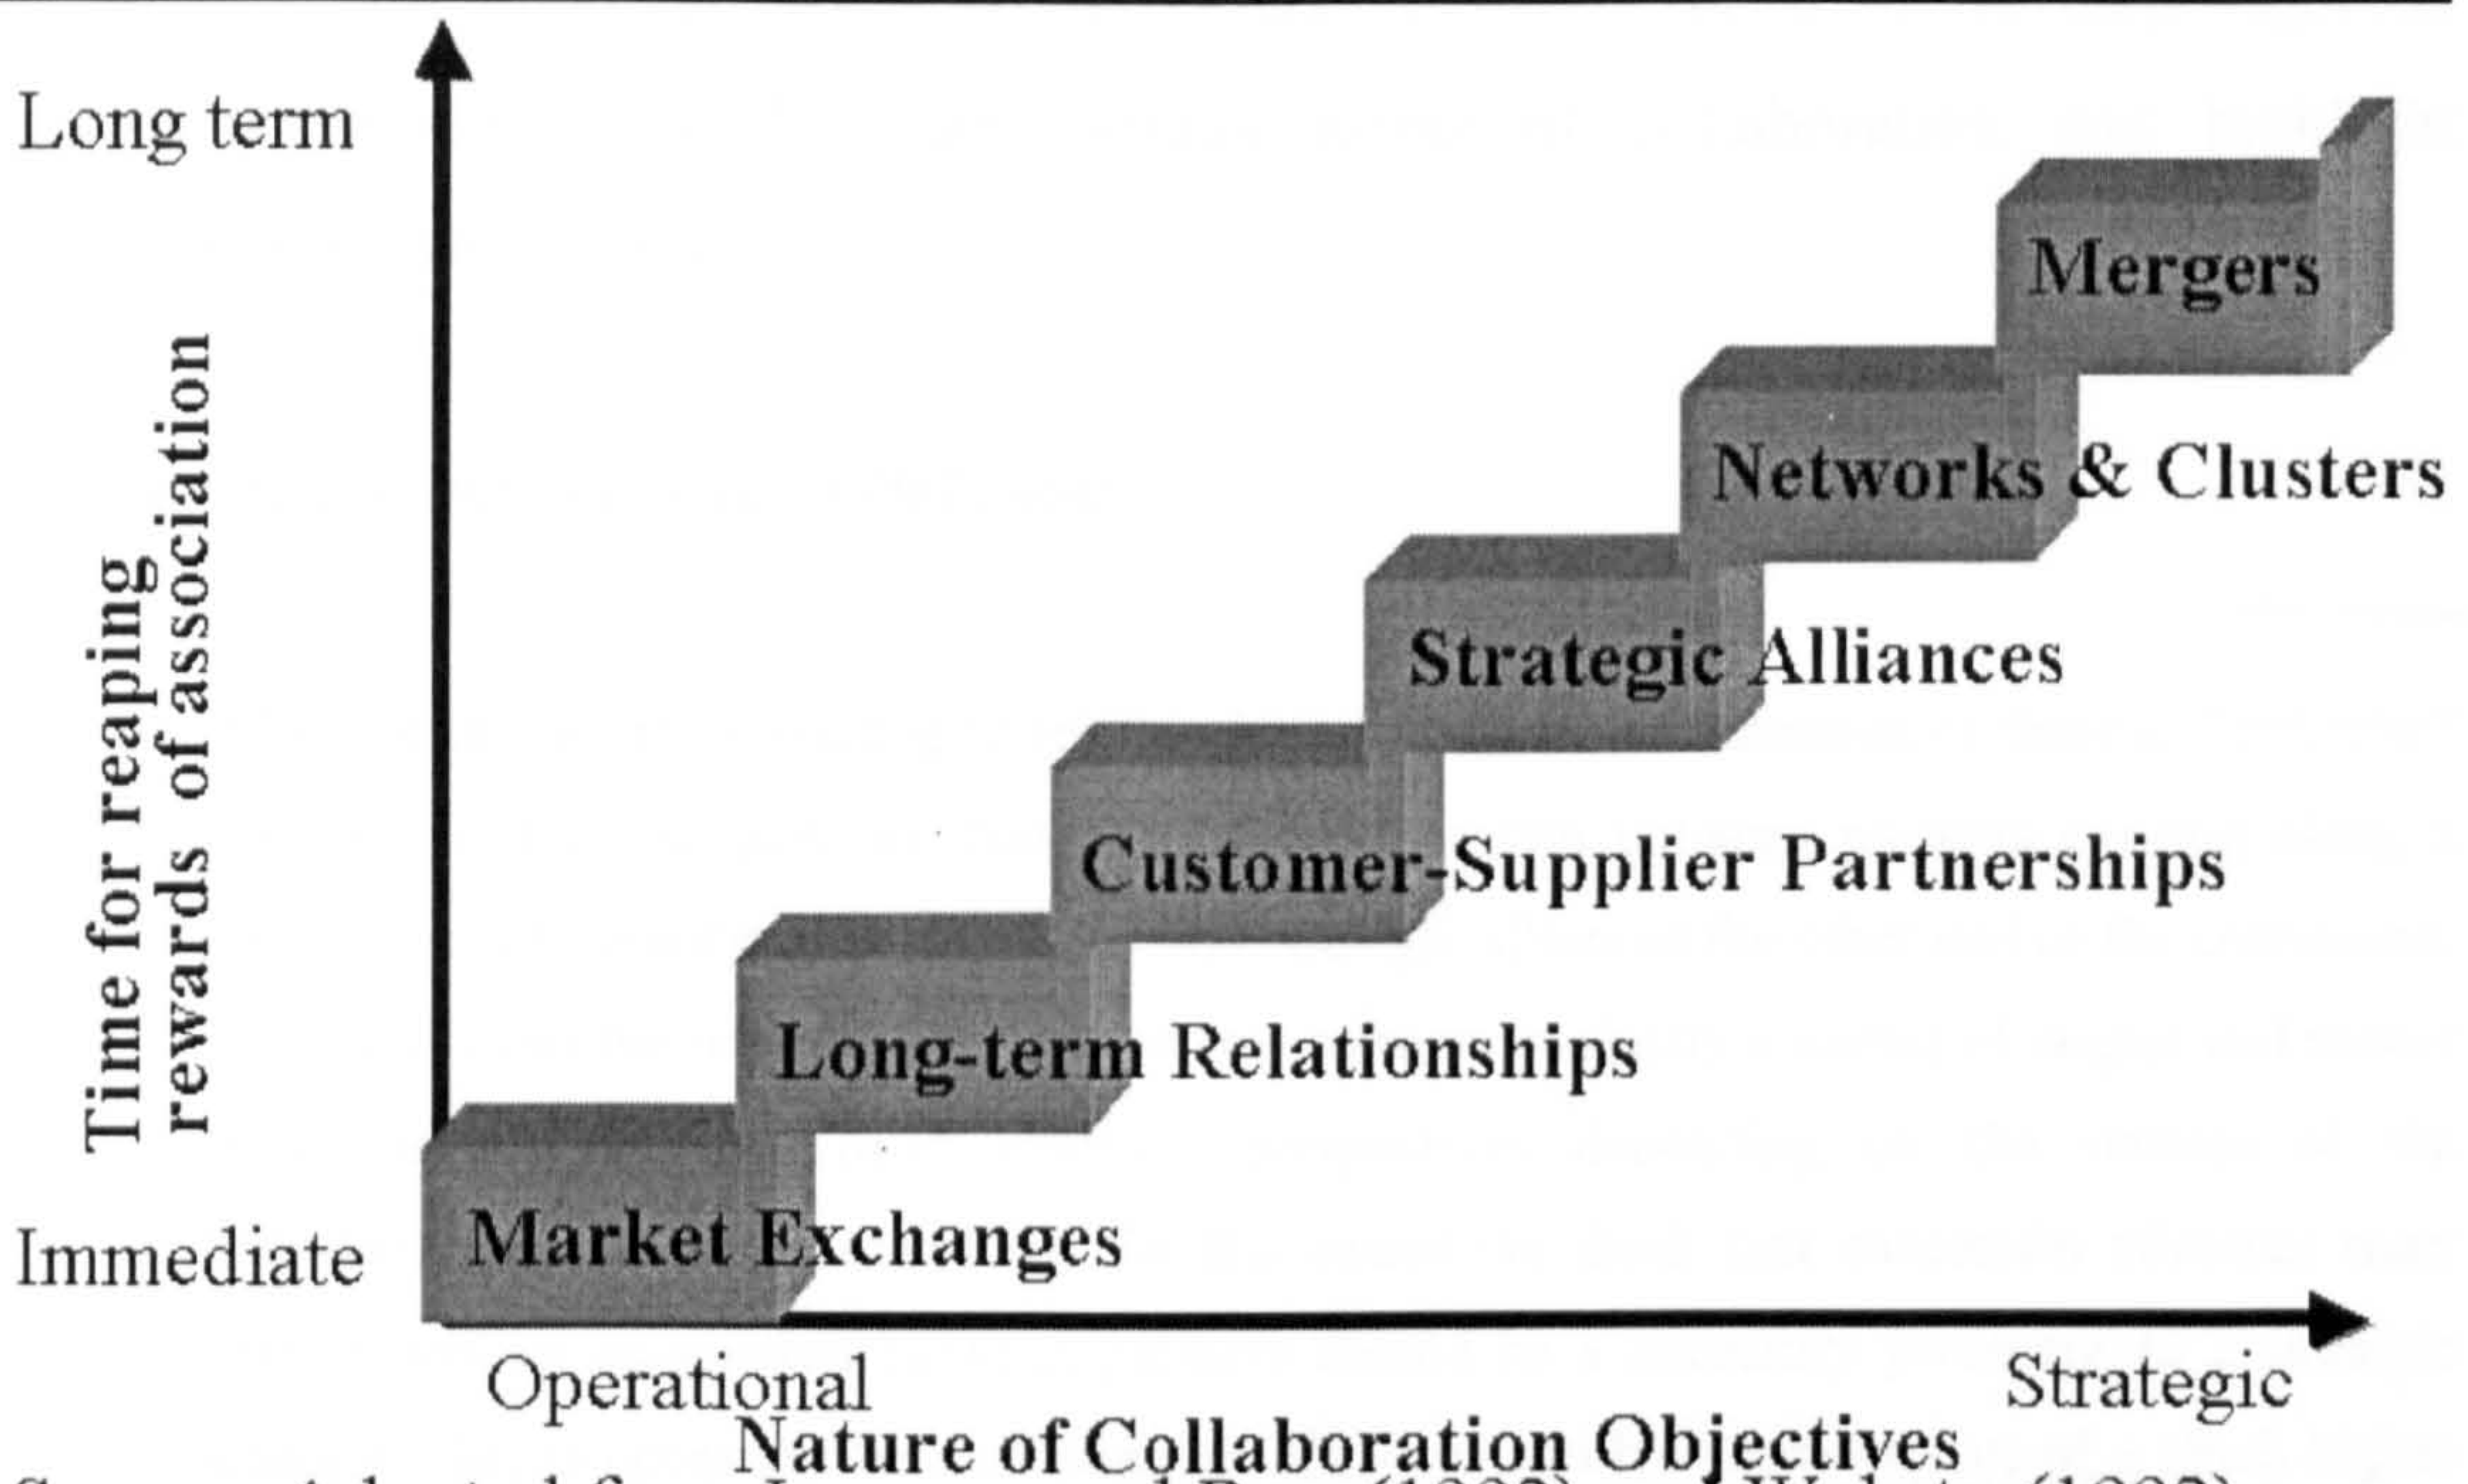 Long term
Mergers
Networks & Clusters
Strategic Alliances
Customer-Supplier Partnerships
Long-term Relationships
Market Exchanges
Time for reaping
rewards of association
Immediate
Operational
Strategic
Nature of Collaboration Objectives